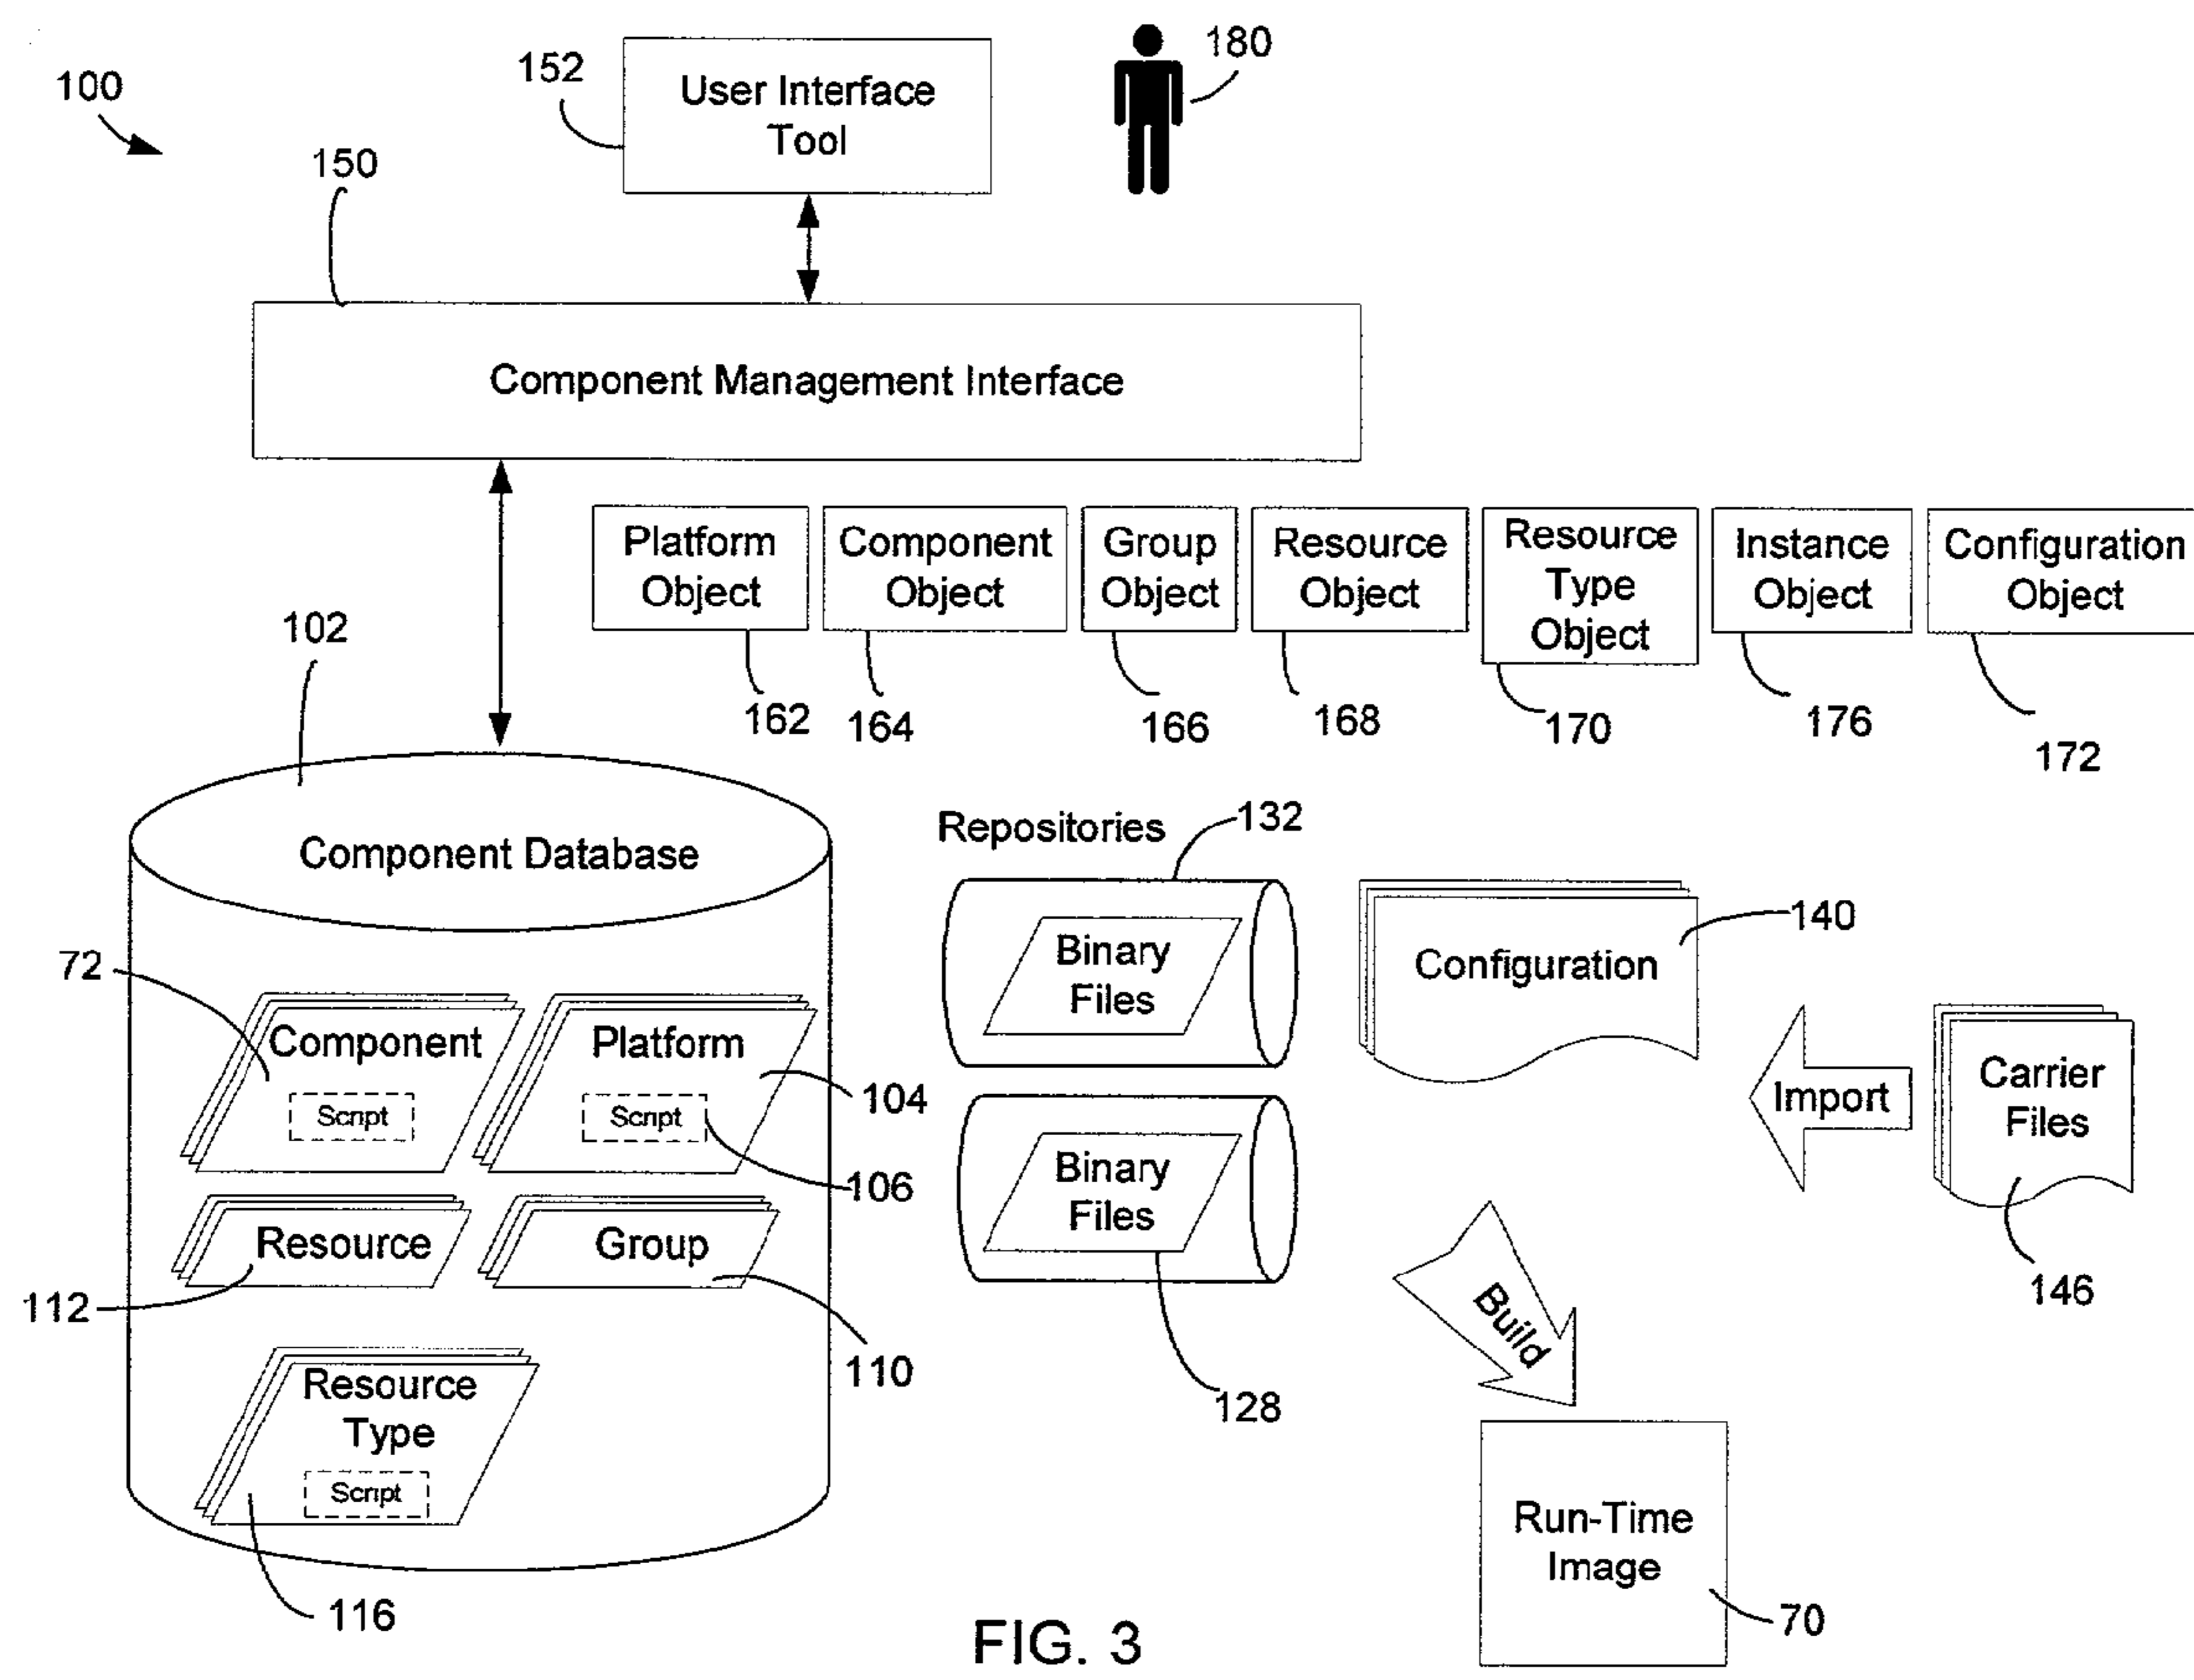 100
152
User Interface
Tool
180
150
Component Management Interface
Platform
Object
Component
Object
Group
Object
Resource
Object
Resource
Type
Object
Instance
Object
Configuration
Object
162
164
166
168
170
176
172
102
Component Database
Repositories
132
Binary
Files
Configuration
140
72
Component
Script
Platform
Script
104
106
Import
Carrier
Files
146
Binary
Files
128
Resource
112
Group
110
Build
Resource
Type
Script
116
Run-Time
Image
70
FIG. 3